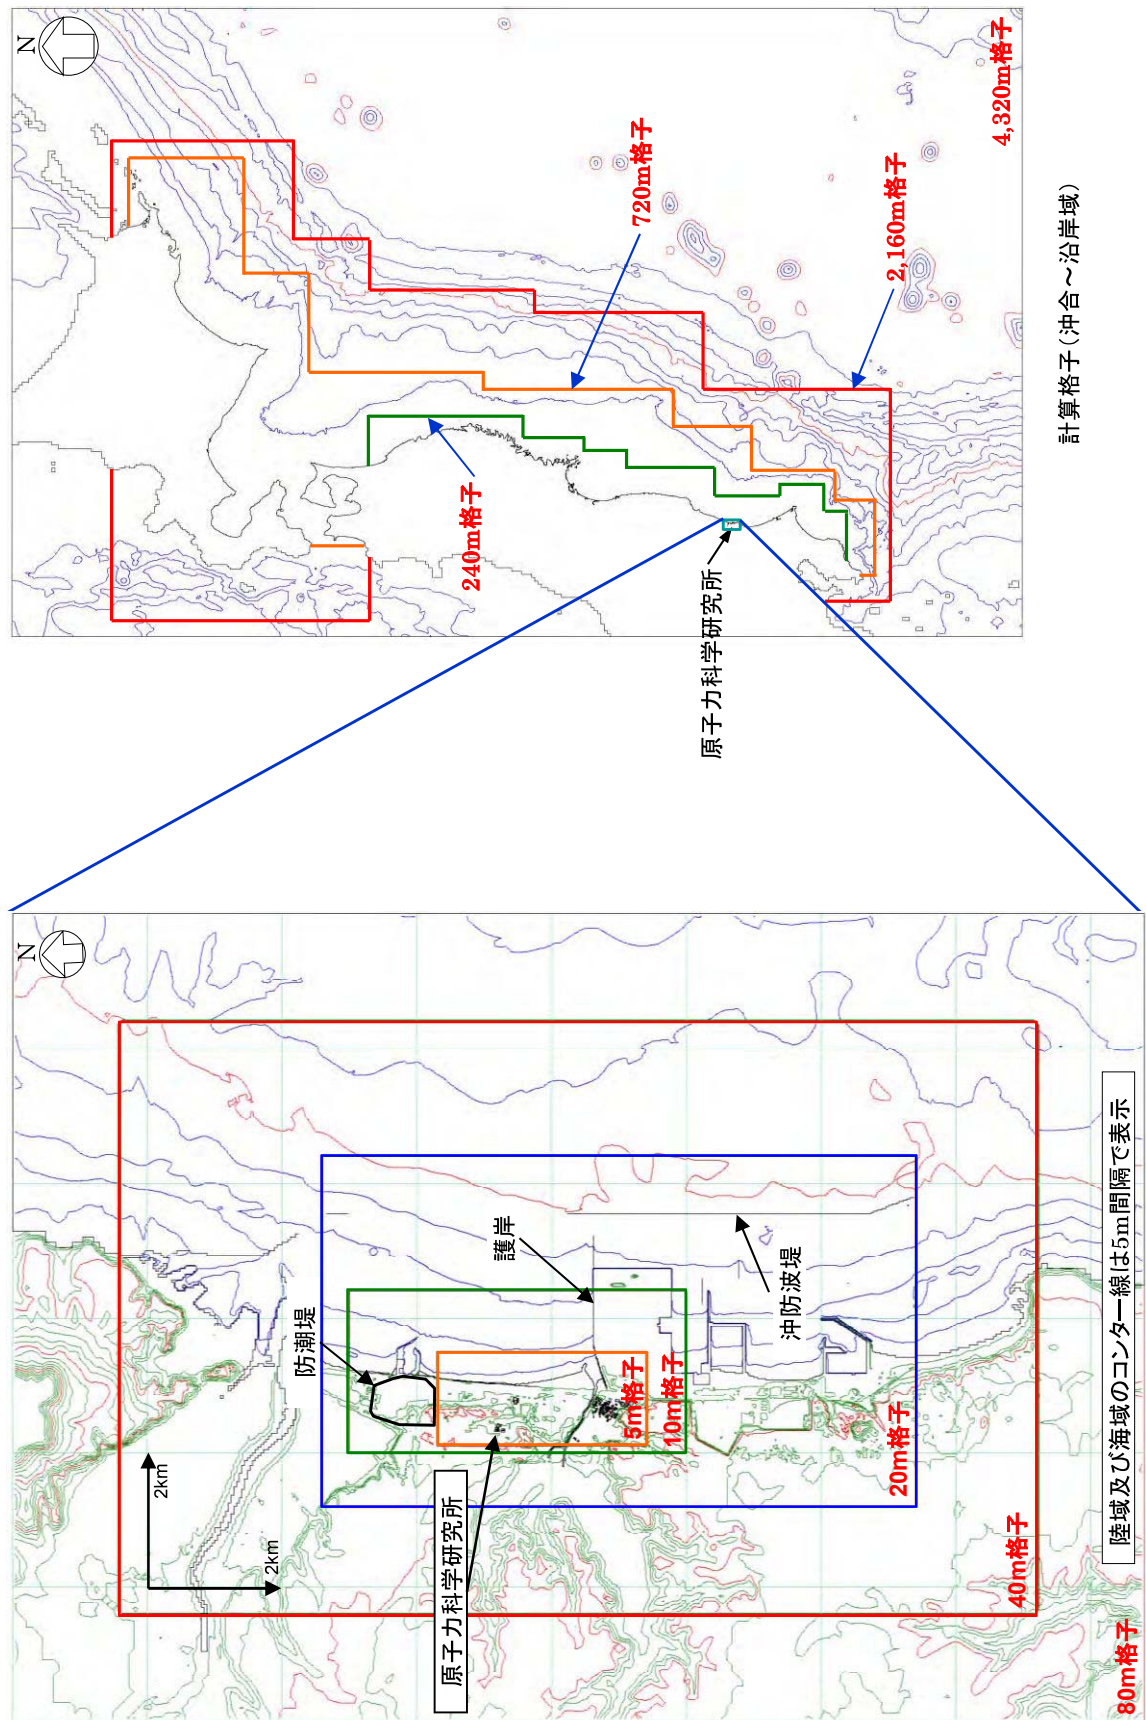 N
4,320m格子
720m格子
2,160m格子
240m格子
原子力科学研究所
計算格子(沖合～沿岸域)
N
防潮堤
護岸
沖防波堤
5m格子
10m格子
20m格子
2km
2km
原子力科学研究所
40m格子
80m格子
陸域及び海域のコンター線は5m間隔で表示